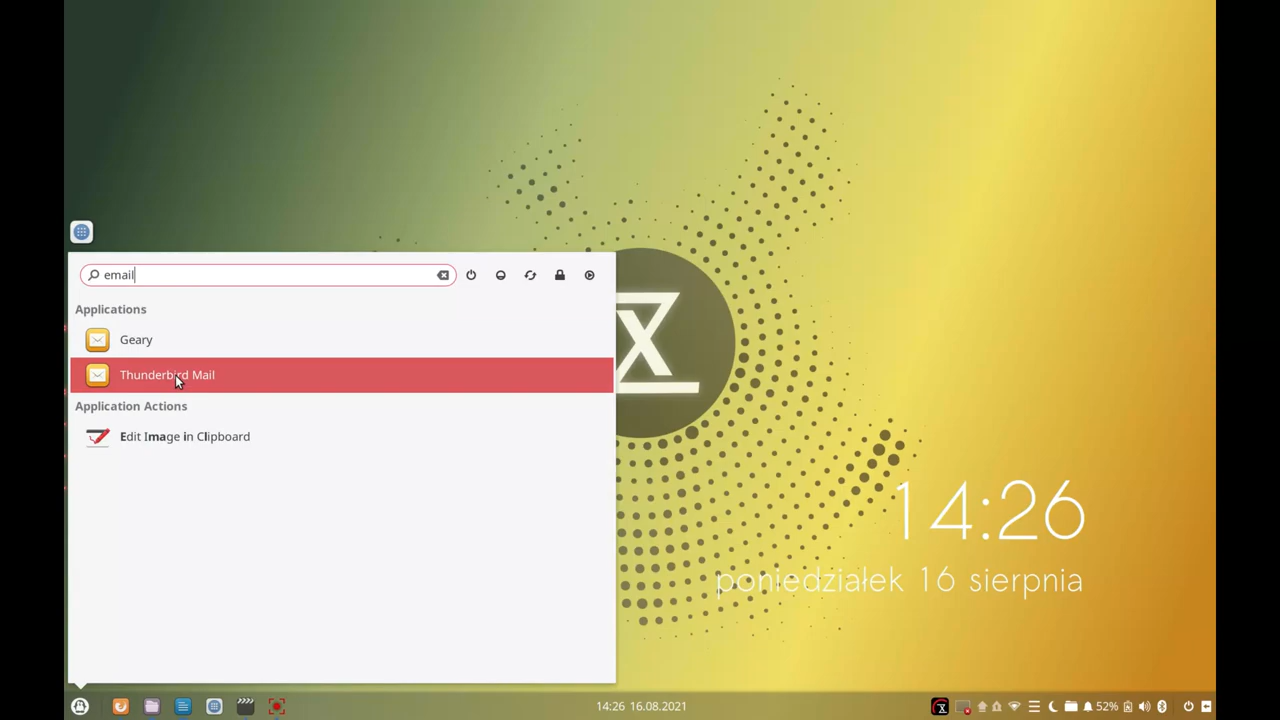 email
Applications
Geary
Thunderbird Mail
Application Actions
Edit Image in Clipboard
X
14:26
poniedziałek 16 sierpnia
14:26 16.08.2021
52%